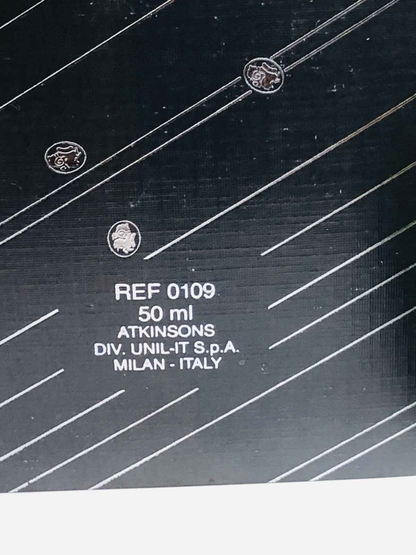 REF 0109
50 ml
ATKINSONS
DIV. UNIL-IT S.p.A.
MILAN - ITALY